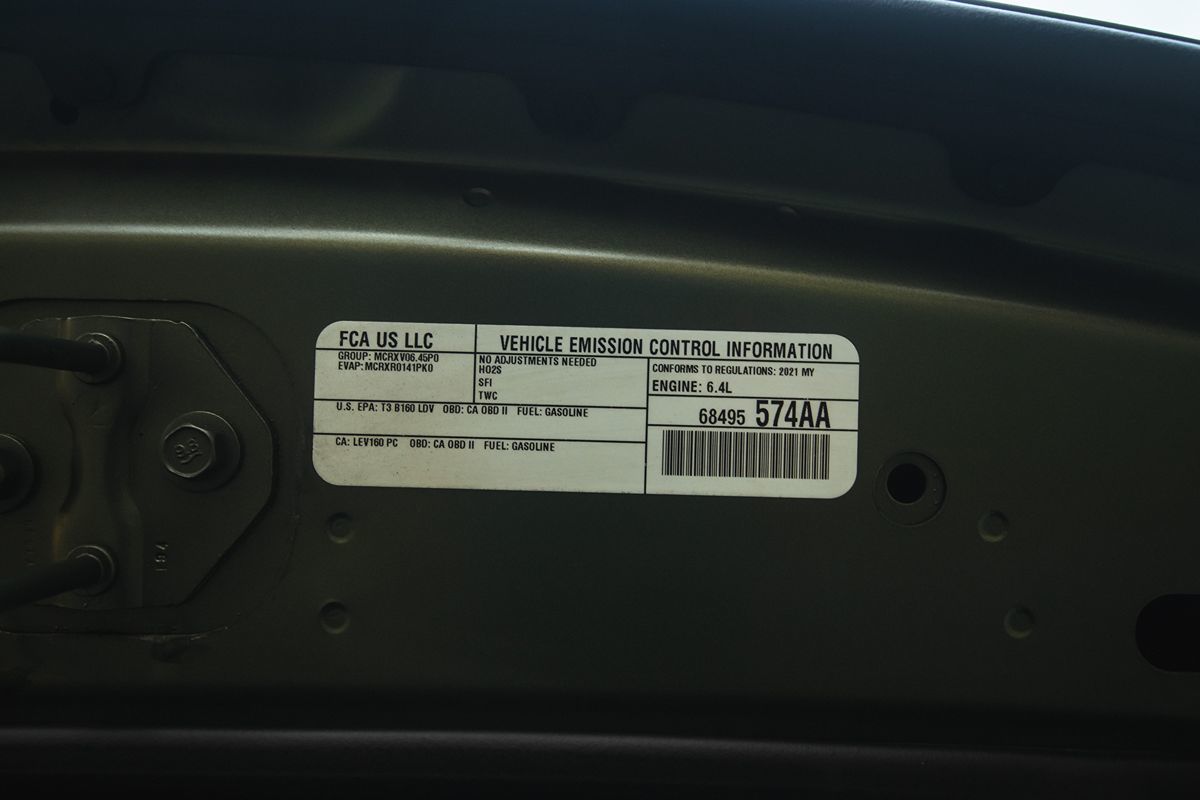 FCA US LLC
GROUP: MCRXV06.45P0
EVAP: MCRXR0141PK0
VEHICLE EMISSION CONTROL INFORMATION
NO ADJUSTMENTS NEEDED
HO2S
SFI
TWC
CONFORMS TO REGULATIONS: 2021 MY
ENGINE: 6.4L
U.S. EPA: T3 B160 LDV OBD: CA OBD II FUEL: GASOLINE
68495 574AA
CA: LEV160 PC OBD: CA OBD II FUEL: GASOLINE